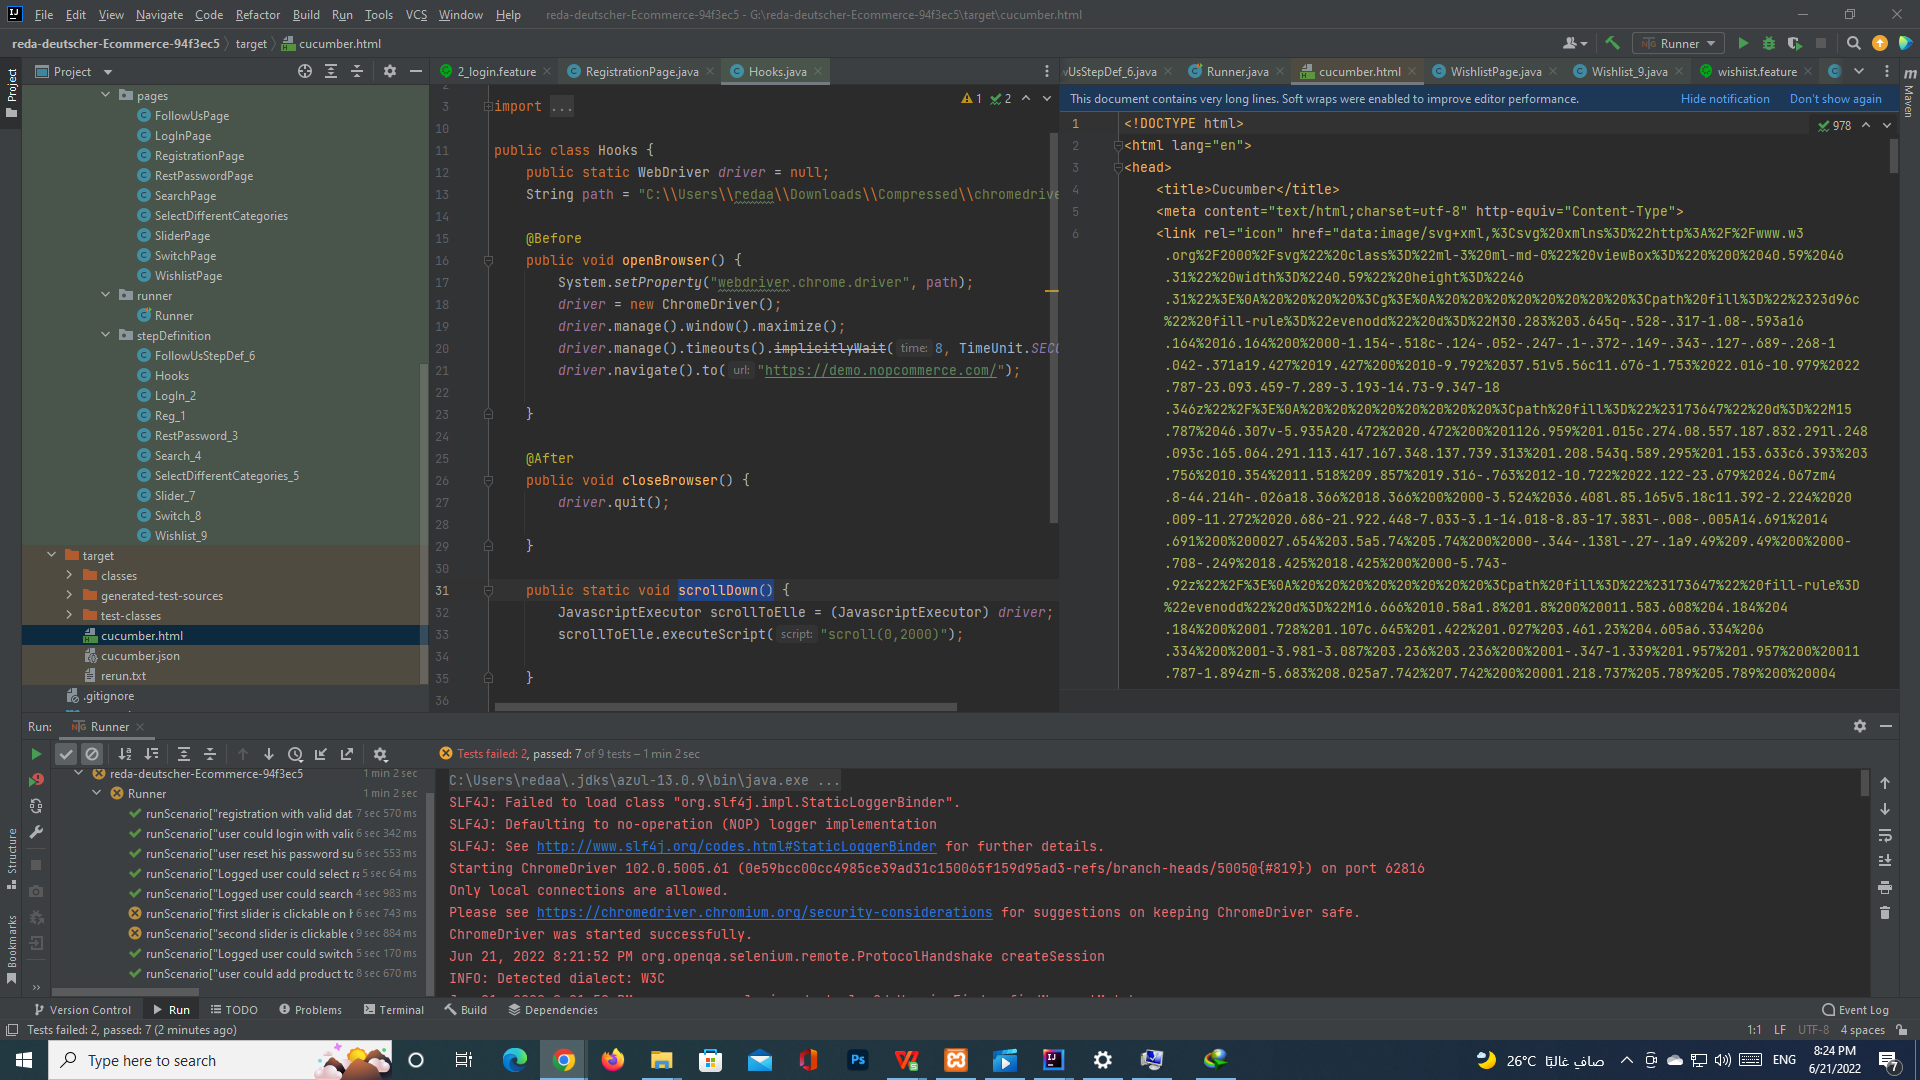 File Edit View Navigate Code Refactor Build Run Tools VCS Window Help reda-deutscher-Ecommerce-94f3ec5 - G:\reda-deutscher-Ecommerce-94f3ec5\target\cucumber.html
reda-deutscher-Ecommerce-94f3ec5 target cucumber.html
Runner
Project
2_login.feature RegistrationPage.java Hooks.java
vUsStepDef_6.java Runner.java cucumber.html WishlistPage.java Wishlist_9.java wishiist.feature
Project
Maven
pages
FollowUsPage
LogInPage
RegistrationPage
RestPasswordPage
SearchPage
SelectDifferentCategories
SliderPage
SwitchPage
WishlistPage
runner
Runner
stepDefinition
FollowUsStepDef_6
Hooks
LogIn_2
Reg_1
RestPassword_3
Search_4
SelectDifferentCategories_5
Slider_7
Switch_8
Wishlist_9
target
classes
generated-test-sources
test-classes
cucumber.html
cucumber.json
rerun.txt
.gitignore
1 2
2
3 import ...
10
11 public class Hooks {
12 public static WebDriver driver = null;
13 String path = "C:\\Users\\redaa\\Downloads\\Compressed\\chromedrive
14
15 @Before
16 public void openBrowser() {
17 System.setProperty("webdriver.chrome.driver", path);
18 driver = new ChromeDriver();
19 driver.manage().window().maximize();
20 driver.manage().timeouts().implicitlyWait( time: 8, TimeUnit.SECO
21 driver.navigate().to( url: "https://demo.nopcommerce.com/");
22
23 }
24
25 @After
26 public void closeBrowser() {
27 driver.quit();
28
29 }
30
31 public static void scrollDown() {
32 JavascriptExecutor scrollToElle = (JavascriptExecutor) driver;
33 scrollToElle.executeScript( script: "scroll(0,2000)");
34
35 }
36
This document contains very long lines. Soft wraps were enabled to improve editor performance. Hide notification Don't show again
978
1 <!DOCTYPE html>
2 <html lang="en">
3 <head>
4 <title>Cucumber</title>
5 <meta content="text/html;charset=utf-8" http-equiv="Content-Type">
6 <link rel="icon" href="data:image/svg+xml,%3Csvg%20xmlns%3D%22http%3A%2F%2Fwww.w3
.org%2F2000%2Fsvg%22%20class%3D%22ml-3%20ml-md-0%22%20viewBox%3D%220%200%2040.59%2046
.31%22%20width%3D%2240.59%22%20height%3D%2246
.31%22%3E%0A%20%20%20%20%3Cg%3E%0A%20%20%20%20%20%20%20%20%3Cpath%20fill%3D%22%2323d96c
%22%20fill-rule%3D%22evenodd%22%20d%3D%22M30.283%203.645q-.528-.317-1.08-.593a16
.164%2016.164%200%2000-1.154-.518c-.124-.052-.247-.1-.372-.149-.343-.127-.689-.268-1
.042-.371a19.427%2019.427%200%2010-9.792%2037.51v5.56c11.676-1.753%2022.016-10.979%2022
.787-23.093.459-7.289-3.193-14.73-9.347-18
.346z%22%2F%3E%0A%20%20%20%20%20%20%20%20%3Cpath%20fill%3D%22%23173647%22%20d%3D%22M15
.787%2046.307v-5.935A20.472%2020.472%200%201126.959%201.015c.274.08.557.187.832.291l.248
.093c.165.064.291.113.417.167.348.137.739.313%201.208.543q.589.295%201.153.633c6.393%203
.756%2010.354%2011.518%209.857%2019.316-.763%2012-10.722%2022.122-23.679%2024.067zm4
.8-44.214h-.026a18.366%2018.366%200%2000-3.524%2036.408l.85.165v5.18c11.392-2.224%2020
.009-11.272%2020.686-21.922.448-7.033-3.1-14.018-8.83-17.383l-.008-.005A14.691%2014
.691%200%200027.654%203.5a5.74%205.74%200%2000-.344-.138l-.27-.1a9.49%209.49%200%2000-
.708-.249%2018.425%2018.425%200%2000-5.743-
.92z%22%2F%3E%0A%20%20%20%20%20%20%20%20%3Cpath%20fill%3D%22%23173647%22%20fill-rule%3D
%22evenodd%22%20d%3D%22M16.666%2010.58a1.8%201.8%200%20011.583.608%204.184%204
.184%200%2001.728%201.107c.645%201.422%201.027%203.461.23%204.605a6.334%206
.334%200%2001-3.981-3.087%203.236%203.236%200%2001-.347-1.339%201.957%201.957%200%20011
.787-1.894zm-5.683%208.025a7.742%207.742%200%20001.218.737%205.789%205.789%200%20004
Run: Runner
Tests failed: 2, passed: 7 of 9 tests – 1 min 2 sec
reda-deutscher-Ecommerce-94f3ec5 1 min 2 sec
Runner 1 min 2 sec
runScenario["registration with valid dat 7 sec 570 ms
runScenario["user could login with valid 6 sec 342 ms
runScenario["user reset his password su 6 sec 553 ms
runScenario["Logged user could select ra 5 sec 64 ms
runScenario["Logged user could search 4 sec 983 ms
runScenario["first slider is clickable on h 6 sec 743 ms
runScenario["second slider is clickable o 9 sec 884 ms
runScenario["Logged user could switch 5 sec 170 ms
runScenario["user could add product to 8 sec 670 ms
C:\Users\redaa\.jdks\azul-13.0.9\bin\java.exe ...
SLF4J: Failed to load class "org.slf4j.impl.StaticLoggerBinder".
SLF4J: Defaulting to no-operation (NOP) logger implementation
SLF4J: See http://www.slf4j.org/codes.html#StaticLoggerBinder for further details.
Starting ChromeDriver 102.0.5005.61 (0e59bcc00cc4985ce39ad31c150065f159d95ad3-refs/branch-heads/5005@{#819}) on port 62816
Only local connections are allowed.
Please see https://chromedriver.chromium.org/security-considerations for suggestions on keeping ChromeDriver safe.
ChromeDriver was started successfully.
Jun 21, 2022 8:21:52 PM org.openqa.selenium.remote.ProtocolHandshake createSession
INFO: Detected dialect: W3C
Structure
Bookmarks
Version Control Run TODO Problems Terminal Build Dependencies Event Log
Tests failed: 2, passed: 7 (2 minutes ago) 1:1 LF UTF-8 4 spaces
Type here to search
Ps
26°C صافٍ غالبًا ENG
8:24 PM
6/21/2022
7